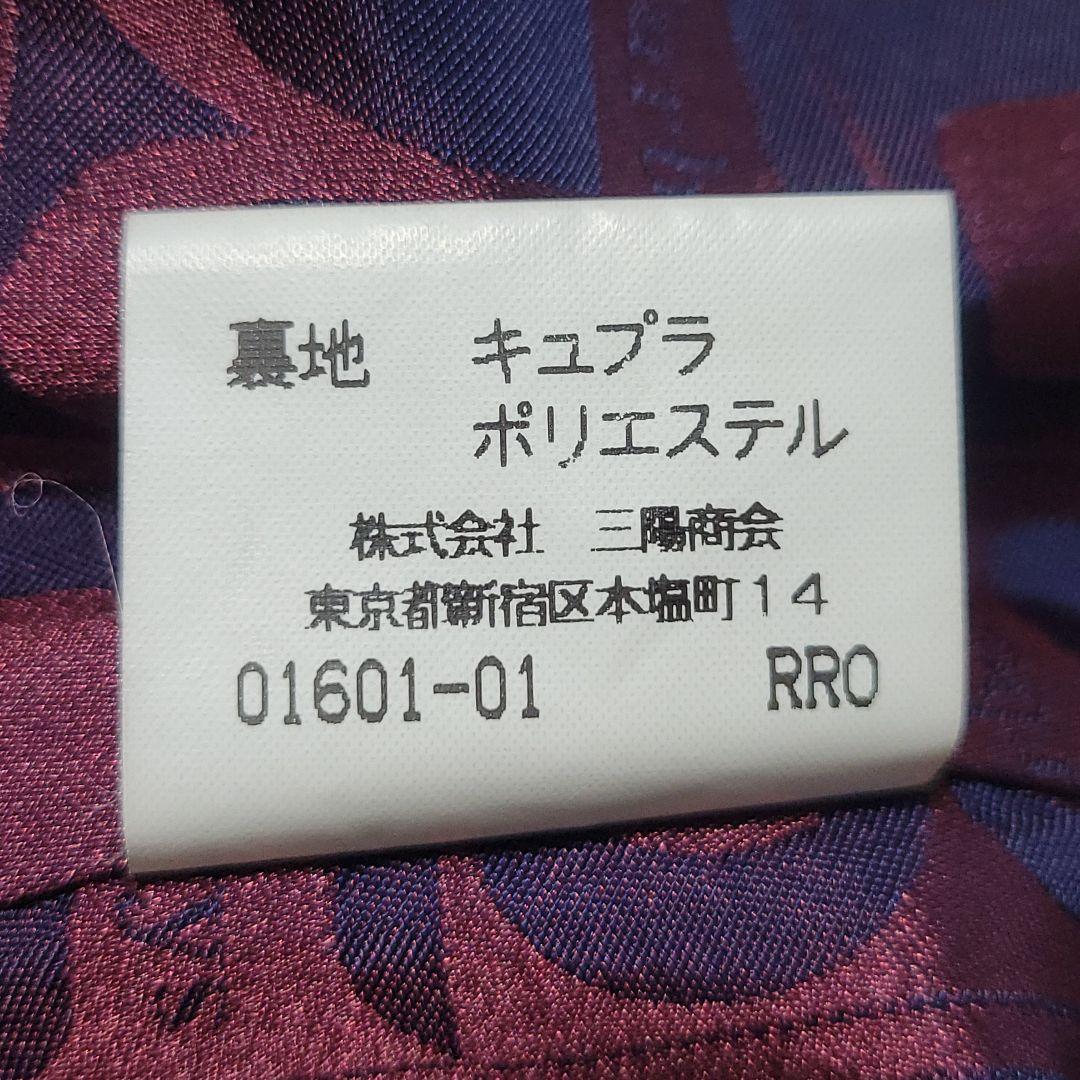 裏地 キュプラ
ポリエステル
株式会社 三陽商会
東京都新宿区本塩町14
01601-01 RRO